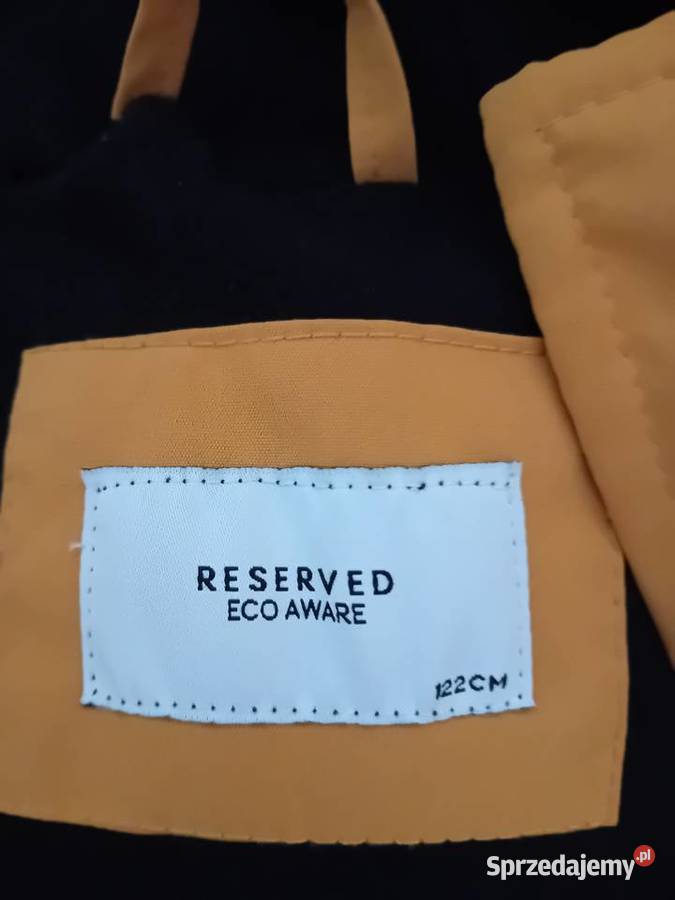 RESERVED
ECO AWARE
122CM
Sprzedajemy.pl